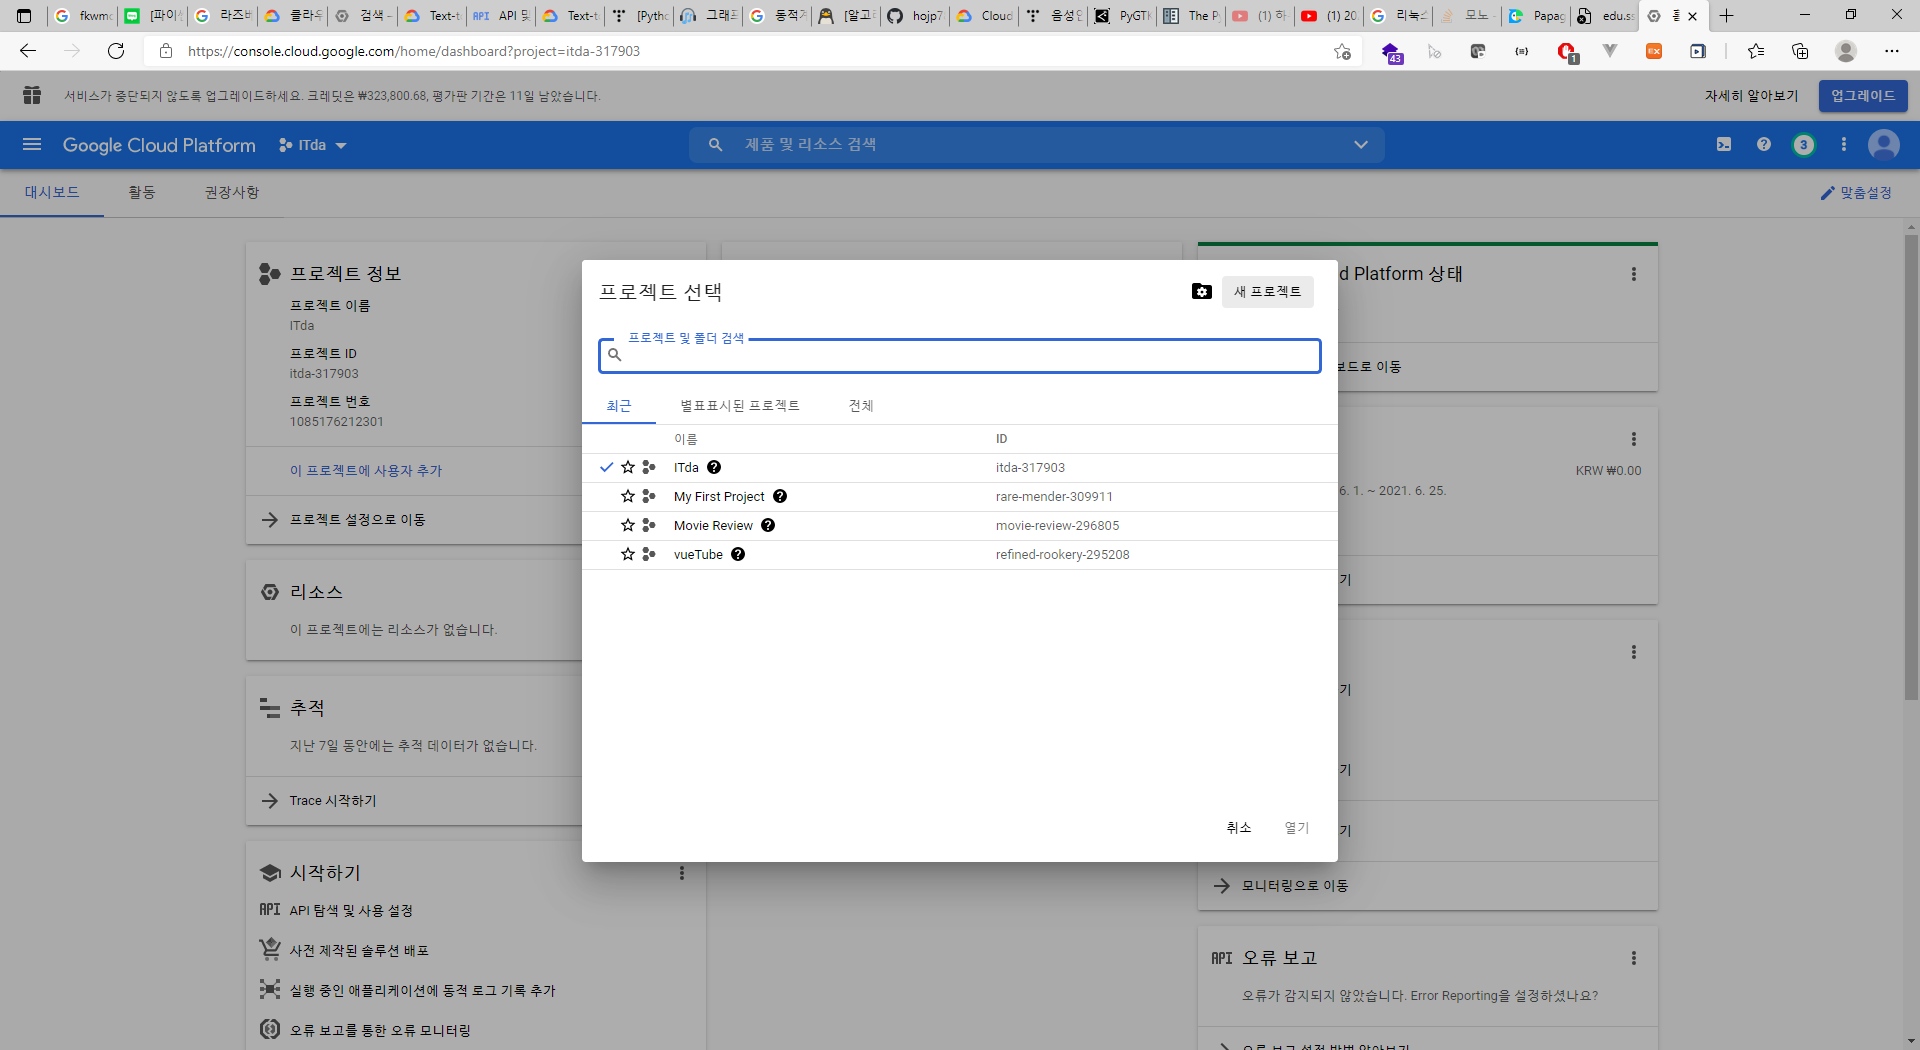 fkwmc
[파이썬
라즈베
클라우
검색 –
Text-t
API 및
Text-t
[Pytho
그래프
동적계
[알고리
hojp7
Cloud
음성인
PyGTK
The Py
(1) 하
(1) 20
리눅스
모노
Papag
edu.ss
https://console.cloud.google.com/home/dashboard?project=itda-317903
43
1
서비스가 중단되지 않도록 업그레이드하세요. 크레딧은 ₩323,800.68, 평가판 기간은 11일 남았습니다.
자세히 알아보기
업그레이드
Google Cloud Platform
ITda
제품 및 리소스 검색
3
대시보드
활동
권장사항
맞춤설정
프로젝트 정보
프로젝트 이름
ITda
프로젝트 ID
itda-317903
프로젝트 번호
1085176212301
이 프로젝트에 사용자 추가
프로젝트 설정으로 이동
리소스
이 프로젝트에는 리소스가 없습니다.
추적
지난 7일 동안에는 추적 데이터가 없습니다.
Trace 시작하기
시작하기
API 탐색 및 사용 설정
사전 제작된 솔루션 배포
실행 중인 애플리케이션에 동적 로그 기록 추가
오류 보고를 통한 오류 모니터링
프로젝트 선택
새 프로젝트
프로젝트 및 폴더 검색
최근
별표표시된 프로젝트
전체
이름 ID
ITda itda-317903
My First Project rare-mender-309911
Movie Review movie-review-296805
vueTube refined-rookery-295208
취소
열기
d Platform 상태
보드로 이동
KRW ₩0.00
6. 1. ~ 2021. 6. 25.
기
기
기
기
모니터링으로 이동
API 오류 보고
오류가 감지되지 않았습니다. Error Reporting을 설정하셨나요?